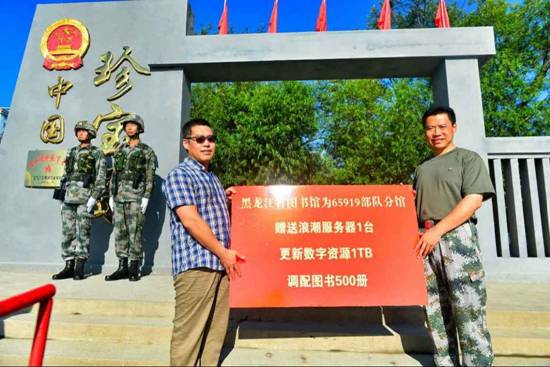 中国
珍宝
黑龙江省图书馆为65919部队分馆
赠送浪潮服务器1台
更新数字资源1TB
调配图书500册